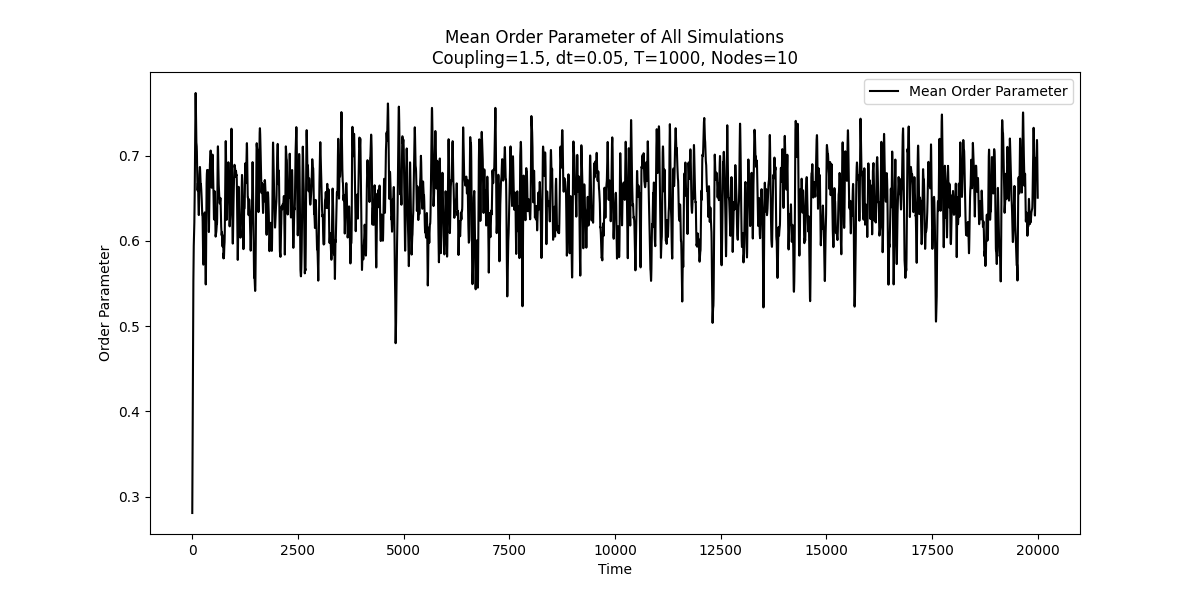 Mean Order Parameter of All Simulations
Coupling=1.5, dt=0.05, T=1000, Nodes=10
Mean Order Parameter
0.7
0.6
0.5
0.4
0.3
Order Parameter
0
2500
5000
7500
10000
12500
15000
17500
20000
Time